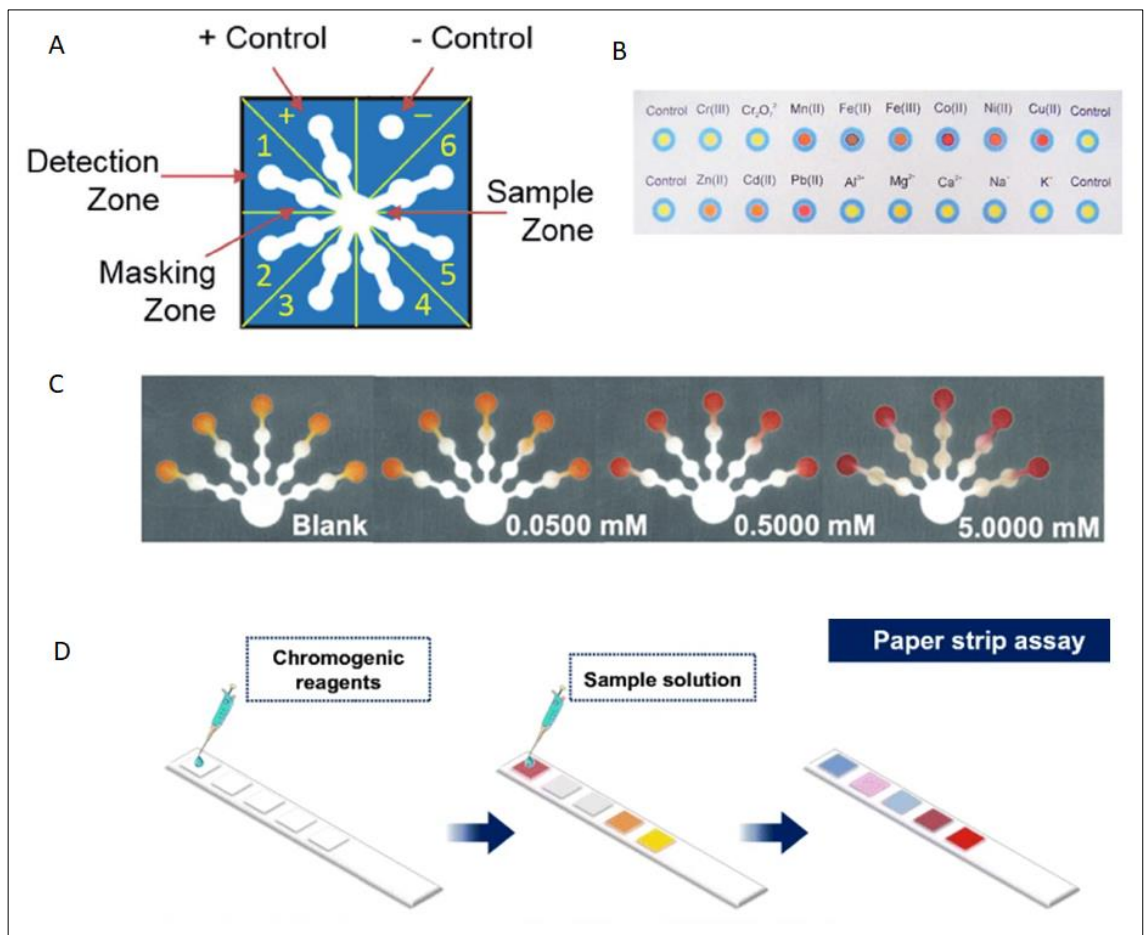 A
+ Control
- Control
+
−
1
6
Detection
Zone
Sample
Zone
Masking
Zone
2
5
3
4
B
Control Cr(III) Cr₂O₇²⁻ Mn(II) Fe(II) Fe(III) Co(II) Ni(II) Cu(II) Control
Control Zn(II) Cd(II) Pb(II) Al³⁺ Mg²⁺ Ca²⁺ Na⁺ K⁺ Control
C
Blank
0.0500 mM
0.5000 mM
5.0000 mM
D
Chromogenic
reagents
Sample solution
Paper strip assay